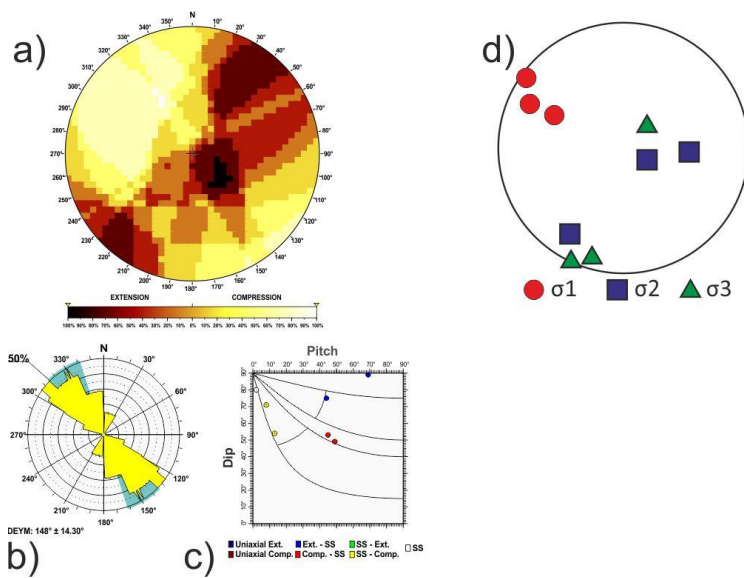 a)
N
350° 10°
340° 20°
330° 30°
320° 40°
310° 50°
300° 60°
290° 70°
280° 80°
270° 90°
260° 100°
250° 110°
240° 120°
230° 130°
220° 140°
210° 150°
200° 160°
190° 180° 170°
EXTENSION COMPRESSION
100% 90% 80% 70% 60% 50% 40% 30% 20% 10% 10% 20% 30% 40% 50% 60% 70% 80% 90% 100%
d)
σ1 σ2 σ3
b)
50%
N
330° 30°
300° 60°
270° 90°
120°
150°
180°
DEYM: 148° ± 14.30°
c)
Pitch
0° 10° 20° 30° 40° 50° 60° 70° 80° 90°
Dip
90°
80°
70°
60°
50°
40°
30°
20°
10°
0°
Uniaxial Ext. Ext. - SS SS - Ext.
Uniaxial Comp. Comp. - SS SS - Comp. SS